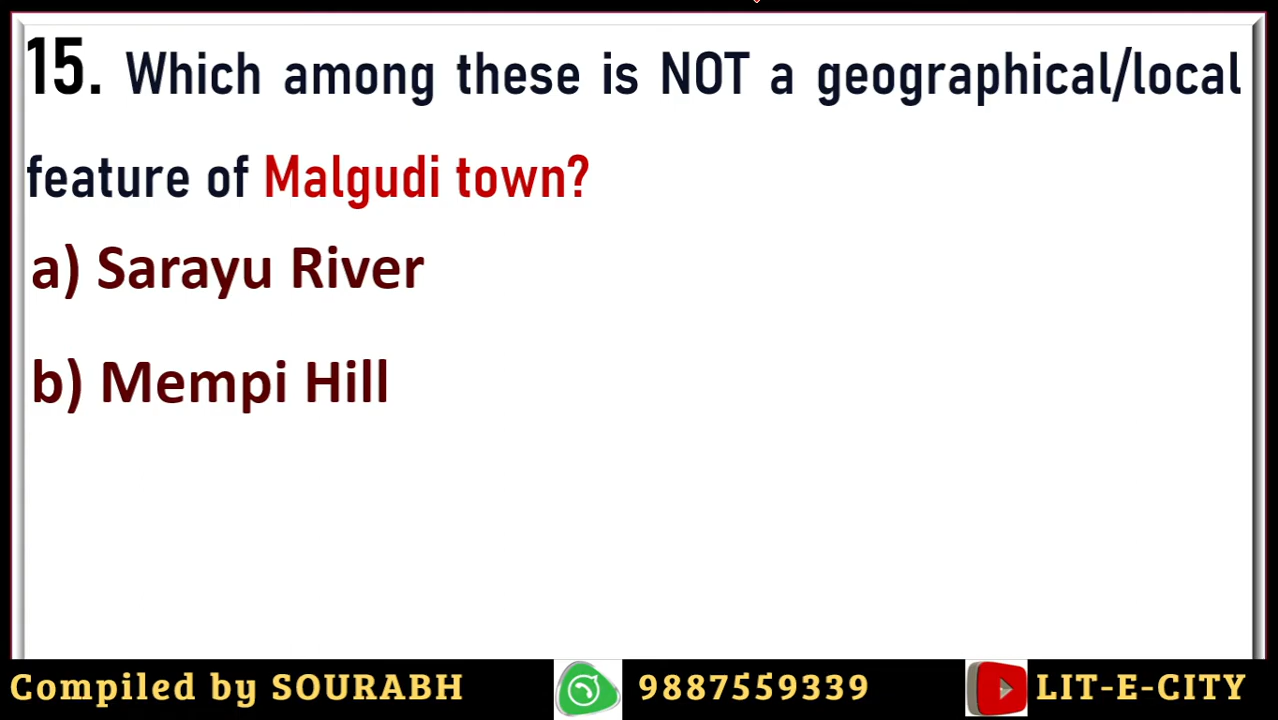 15. Which among these is NOT a geographical/local
feature of Malgudi town?
a) Sarayu River
b) Mempi Hill
Compiled by SOURABH 9887559339 LIT-E-CITY